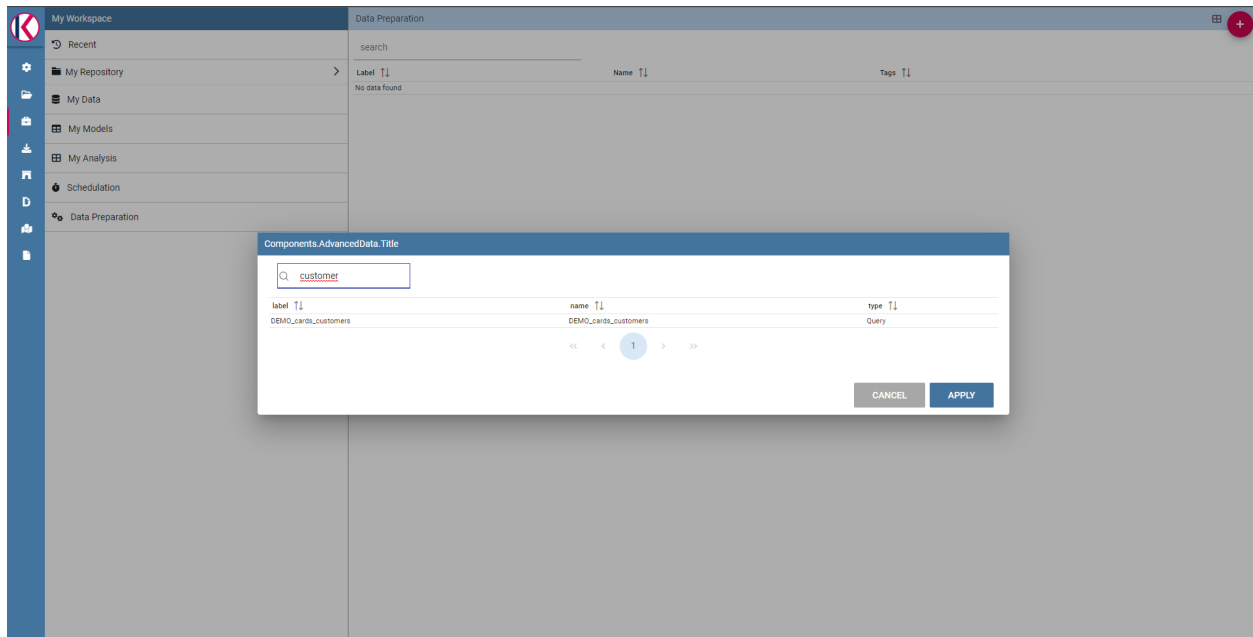 My Workspace
Data Preparation
Recent
search
My Repository
Label
Name
Tags
No data found
My Data
My Models
My Analysis
Schedulation
D
Data Preparation
Components.AdvancedData.Title
customer
label
name
type
DEMO_cards_customers
DEMO_cards_customers
Query
<< < 1 > >>
CANCEL
APPLY